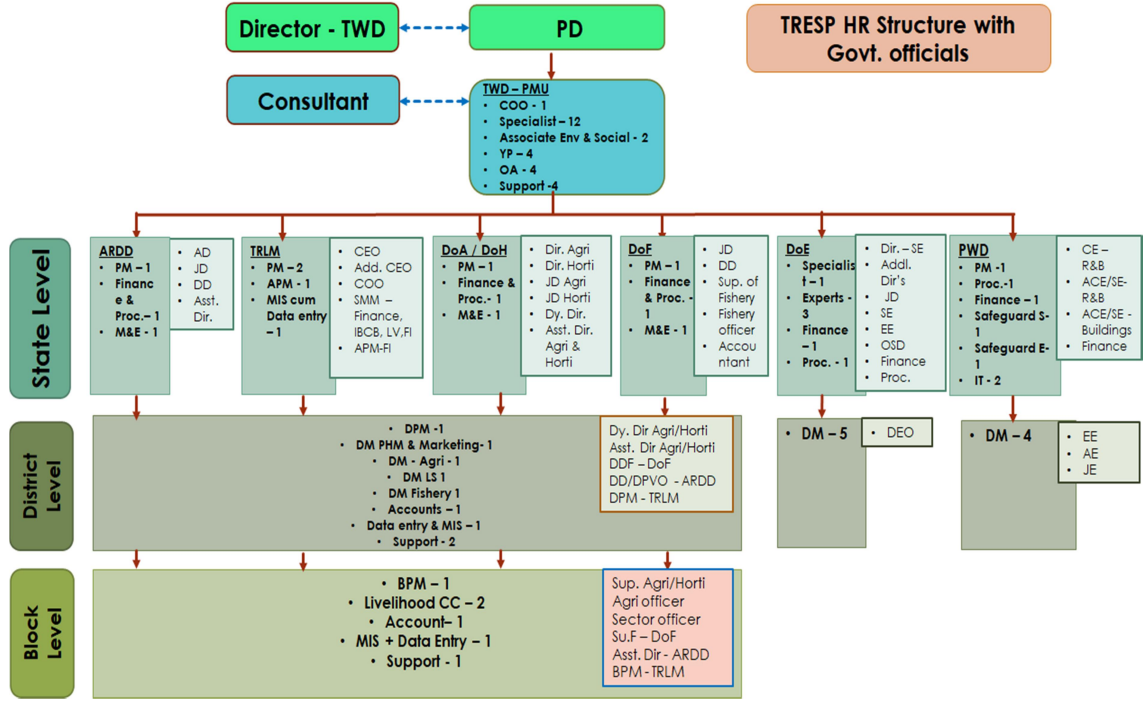 Director - TWD
PD
TRESP HR Structure with
Govt. officials
Consultant
TWD – PMU
• COO - 1
• Specialist – 12
• Associate Env & Social - 2
• YP – 4
• OA - 4
• Support -4
State Level
ARDD
• PM – 1
• Financ
e &
Proc.– 1
• M&E - 1
• AD
• JD
• DD
• Asst.
Dir.
TRLM
• PM – 2
• APM - 1
• MIS cum
Data entry
– 1
• CEO
• Add. CEO
• COO
• SMM –
Finance,
IBCB, LV,FI
• APM-FI
DoA / DoH
• PM – 1
• Finance &
Proc.- 1
• M&E - 1
• Dir. Agri
• Dir. Horti
• JD Agri
• JD Horti
• Dy. Dir.
• Asst. Dir.
Agri &
Horti
DoF
• PM – 1
• Finance
& Proc. -
1
• M&E - 1
• JD
• DD
• Sup. of
Fishery
• Fishery
officer
• Accou
ntant
DoE
• Specialis
t – 1
• Experts -
3
• Finance
– 1
• Proc. - 1
• Dir. – SE
• Addl.
Dir's
• JD
• SE
• EE
• OSD
• Finance
• Proc.
PWD
• PM -1
• Proc.-1
• Finance – 1
• Safeguard S-
1
• Safeguard E-
1
• IT - 2
• CE –
R&B
• ACE/SE-
R&B
• ACE/SE -
Buildings
• Finance
District
Level
• DPM -1
• DM PHM & Marketing- 1
• DM - Agri - 1
• DM LS 1
• DM Fishery 1
• Accounts – 1
• Data entry & MIS – 1
• Support - 2
Dy. Dir Agri/Horti
Asst. Dir Agri/Horti
DDF – DoF
DD/DPVO - ARDD
DPM - TRLM
• DM – 5
• DEO
• DM – 4
• EE
• AE
• JE
Block
Level
• BPM – 1
• Livelihood CC – 2
• Account– 1
• MIS + Data Entry – 1
• Support - 1
Sup. Agri/Horti
Agri officer
Sector officer
Su.F – DoF
Asst. Dir - ARDD
BPM - TRLM